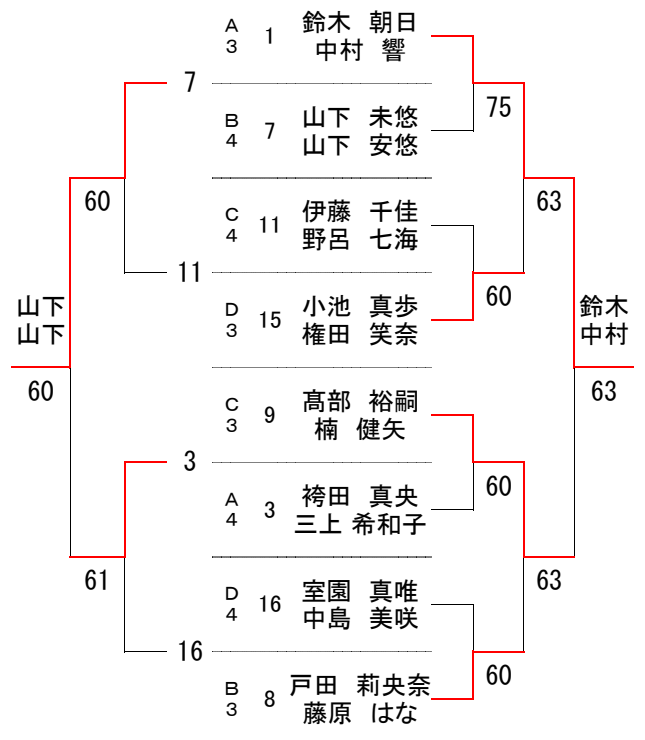 A
3
1
鈴木 朝日
中村 響
7
75
B
4
7
山下 未悠
山下 安悠
60
63
C
4
11
伊藤 千佳
野呂 七海
11
60
D
3
15
小池 真歩
権田 笑奈
山下
山下
鈴木
中村
60
63
C
3
9
髙部 裕嗣
楠 健矢
3
60
A
4
3
袴田 真央
三上 希和子
61
63
D
4
16
室園 真唯
中島 美咲
16
60
B
3
8
戸田 莉央奈
藤原 はな